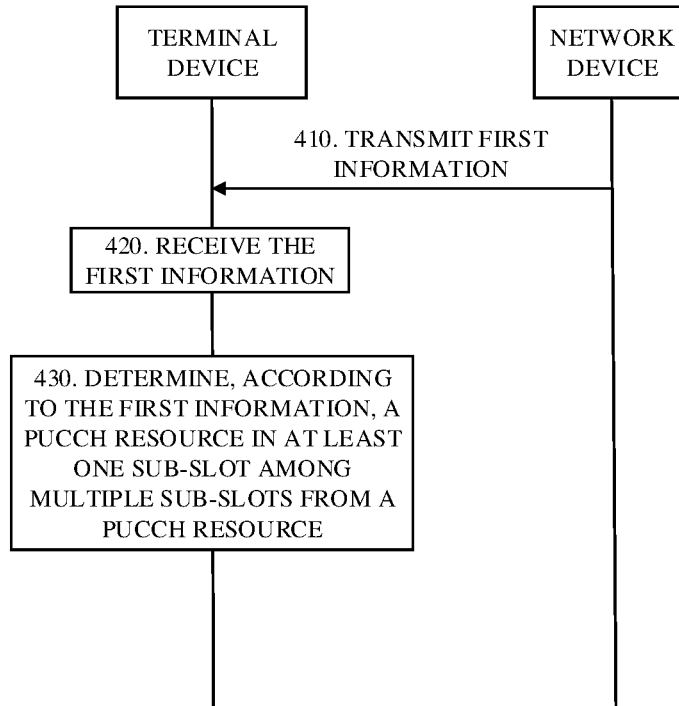 TERMINAL
DEVICE
NETWORK
DEVICE
410. TRANSMIT FIRST
INFORMATION
420. RECEIVE THE
FIRST INFORMATION
430. DETERMINE, ACCORDING
TO THE FIRST INFORMATION, A
PUCCH RESOURCE IN AT LEAST
ONE SUB-SLOT AMONG
MULTIPLE SUB-SLOTS FROM A
PUCCH RESOURCE